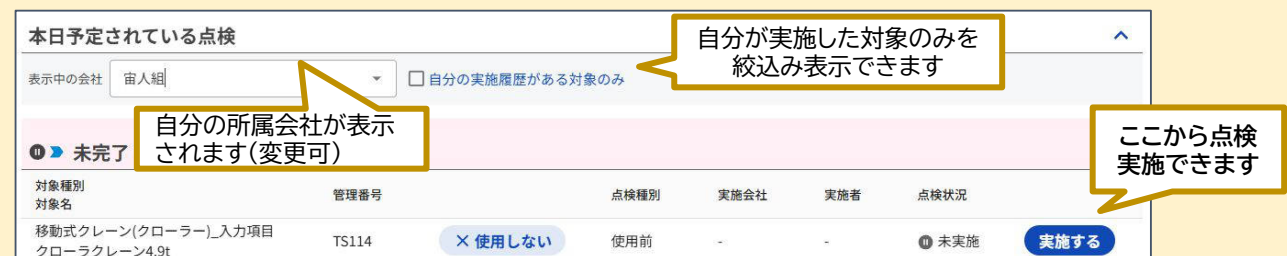 本日予定されている点検
自分が実施した対象のみを
絞込み表示できます
表示中の会社 宙人組
自分の実施履歴がある対象のみ
自分の所属会社が表示
されます(変更可)
ここから点検
実施できます
未完了
対象種別
対象名
管理番号
点検種別
実施会社
実施者
点検状況
移動式クレーン(クローラー)_入力項目
クローラクレーン4.9t
TS114
× 使用しない
使用前
-
-
未実施
実施する